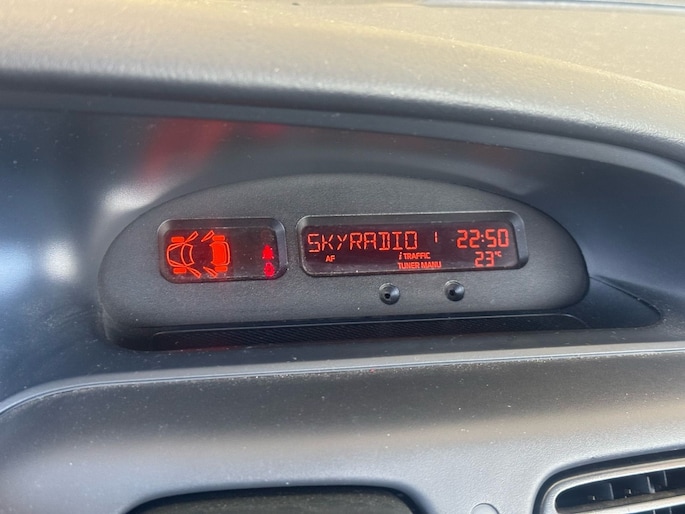 SKYRADIO 1 22:50
AF i TRAFFIC 23°C
TUNER MANU